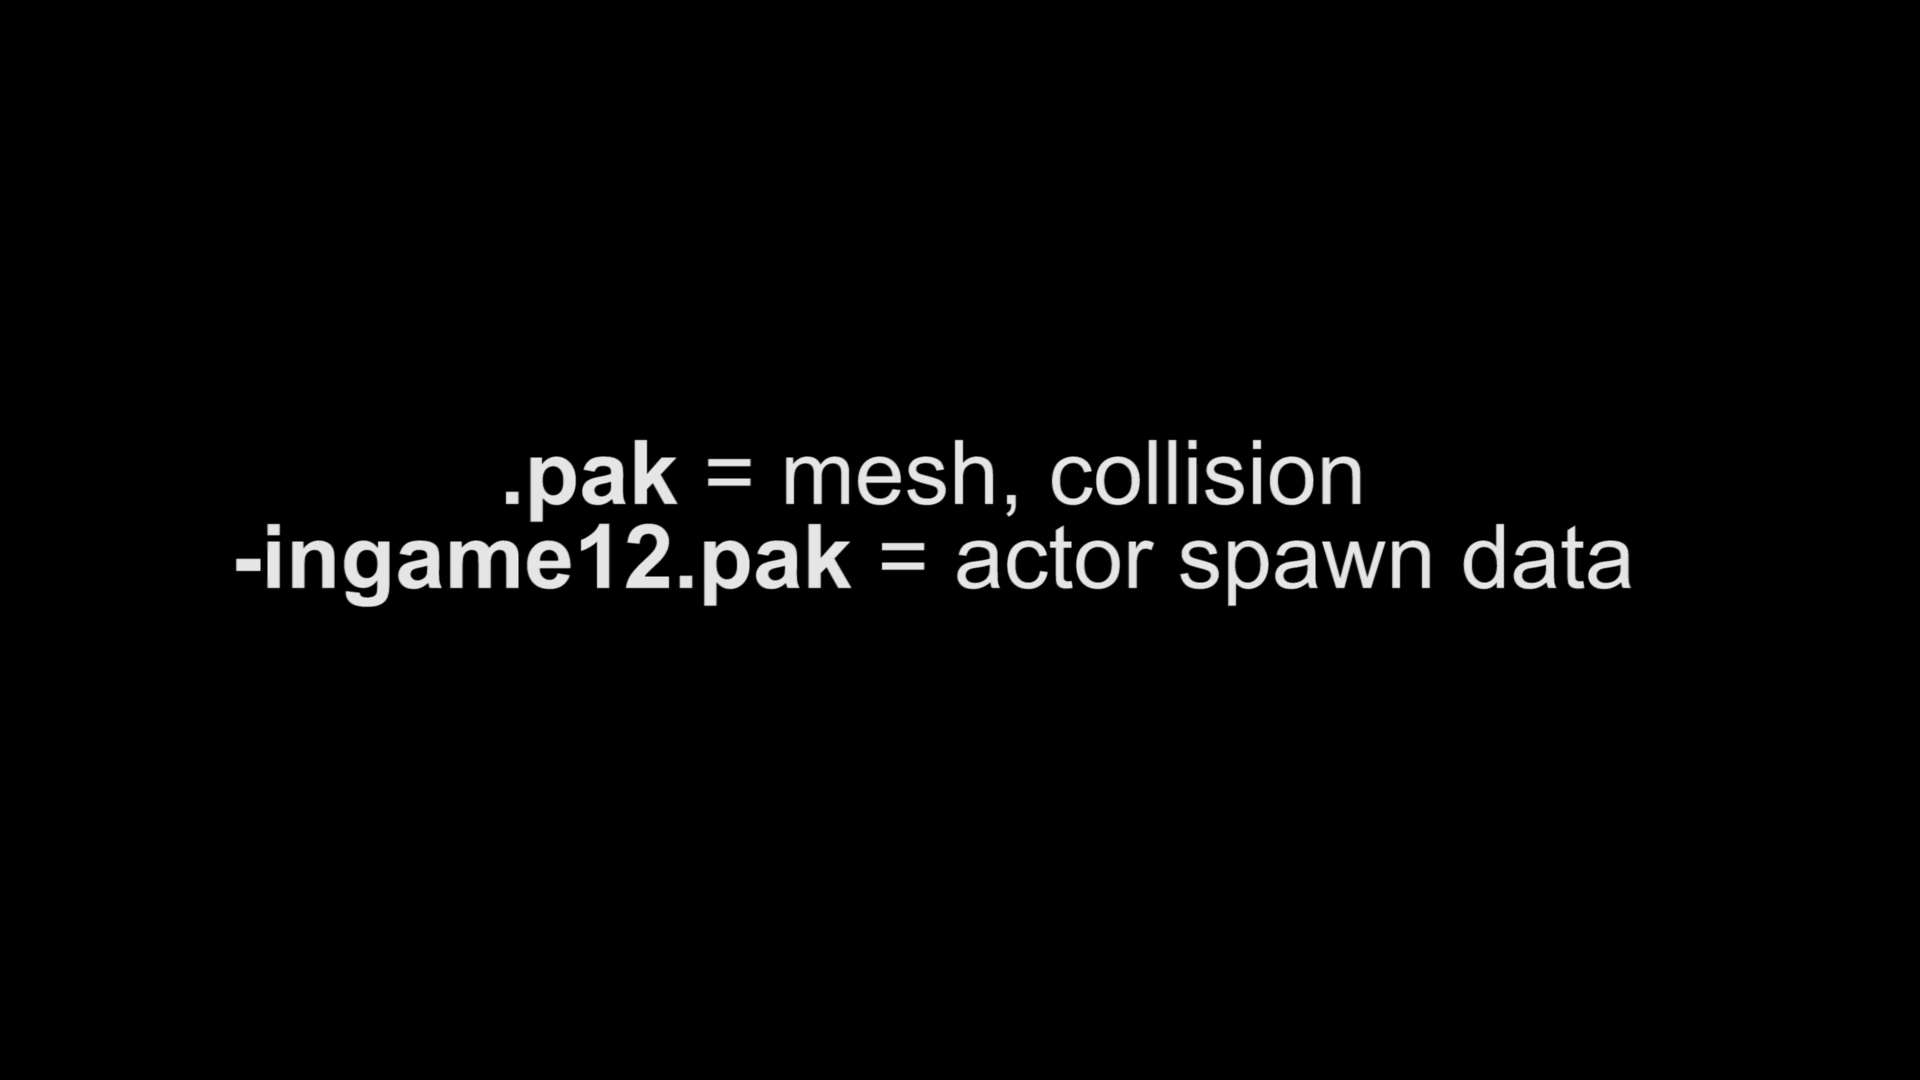 .pak = mesh, collision
-ingame12.pak = actor spawn data